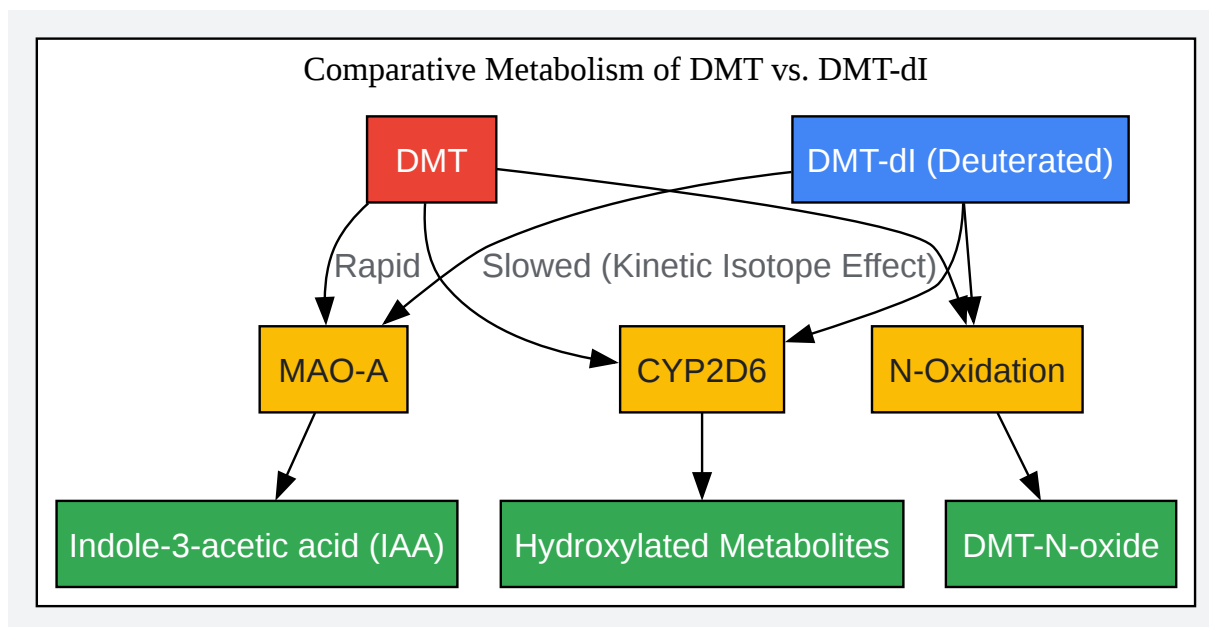 Comparative Metabolism of DMT vs. DMT-dI
DMT
DMT-dI (Deuterated)
Rapid
Slowed (Kinetic Isotope Effect)
MAO-A
CYP2D6
N-Oxidation
Indole-3-acetic acid (IAA)
Hydroxylated Metabolites
DMT-N-oxide